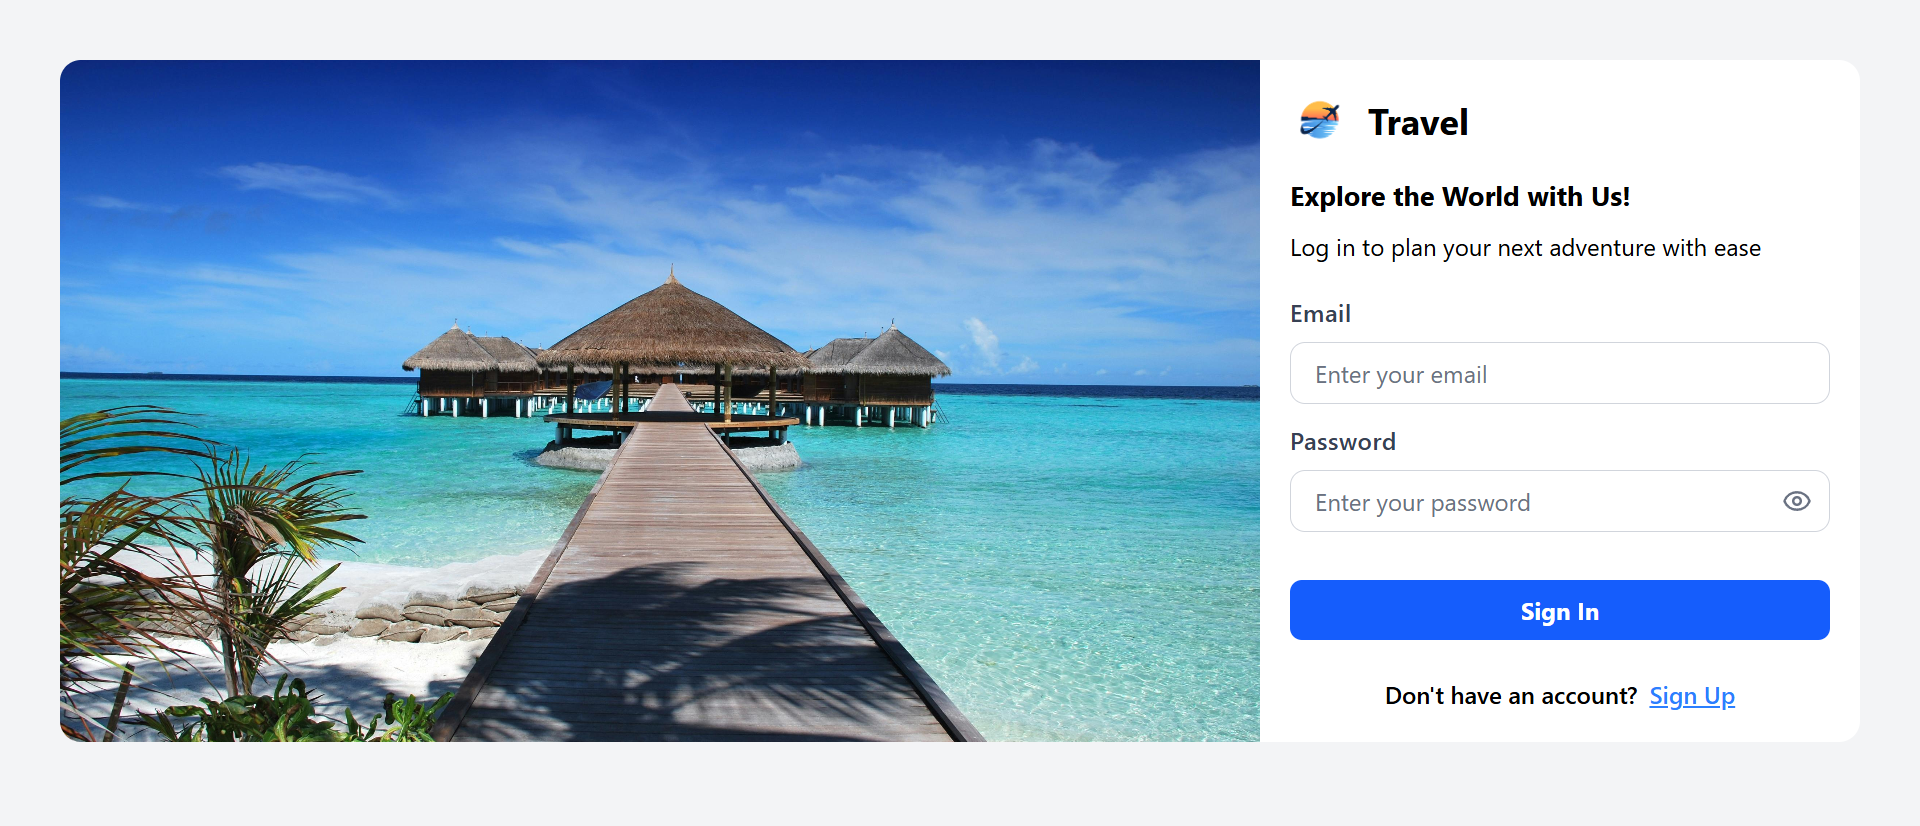 Travel
Explore the World with Us!
Log in to plan your next adventure with ease
Email
Enter your email
Password
Enter your password
Sign In
Don't have an account? Sign Up